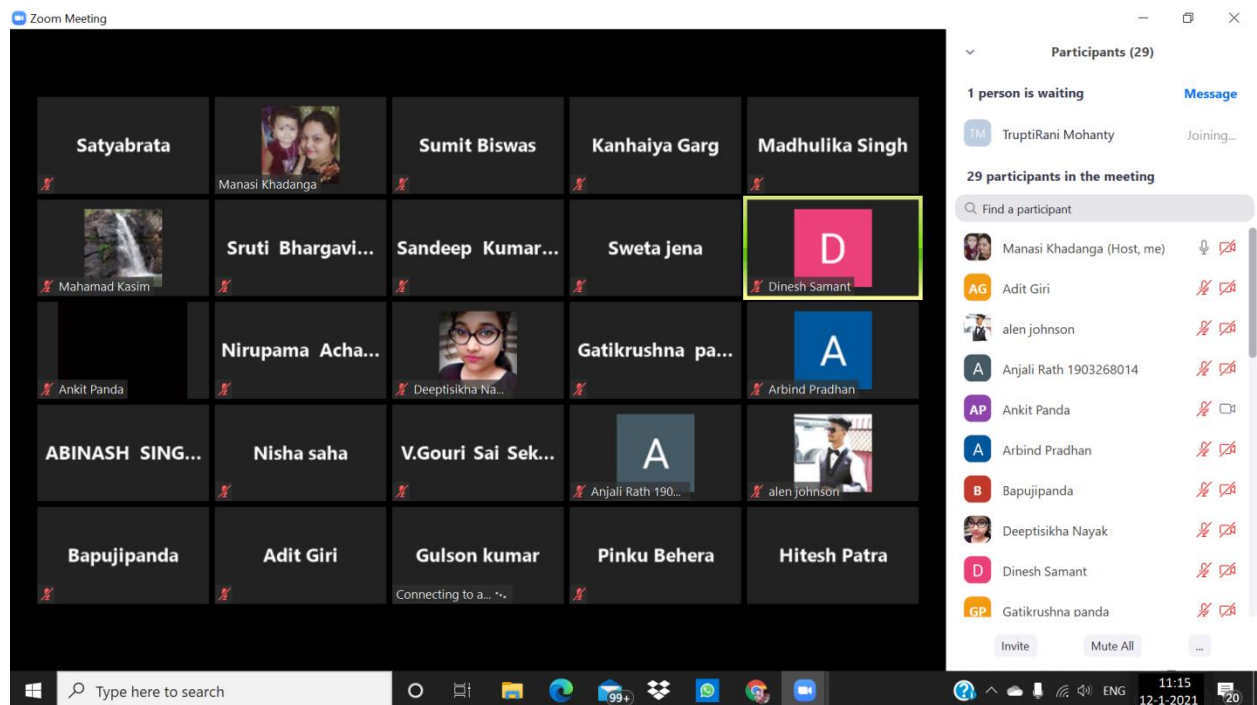 Zoom Meeting
Satyabrata
Manasi Khadanga
Sumit Biswas
Kanhaiya Garg
Madhulika Singh
Mahamad Kasim
Sruti Bhargavi...
Sandeep Kumar...
Sweta jena
D
Dinesh Samant
Ankit Panda
Nirupama Acha...
Deeptisikha Na...
Gatikrushna pa...
A
Arbind Pradhan
ABINASH SING...
Nisha saha
V.Gouri Sai Sek...
A
Anjali Rath 190...
alen johnson
Bapujipanda
Adit Giri
Gulson kumar
Connecting to a...
Pinku Behera
Hitesh Patra
Participants (29)
1 person is waiting Message
TM TruptiRani Mohanty Joining...
29 participants in the meeting
Find a participant
Manasi Khadanga (Host, me)
AG Adit Giri
alen johnson
A Anjali Rath 1903268014
AP Ankit Panda
A Arbind Pradhan
B Bapujipanda
Deeptisikha Nayak
D Dinesh Samant
GP Gatikrushna panda
Invite Mute All ...
Type here to search
99+
ENG
11:15
12-1-2021
20